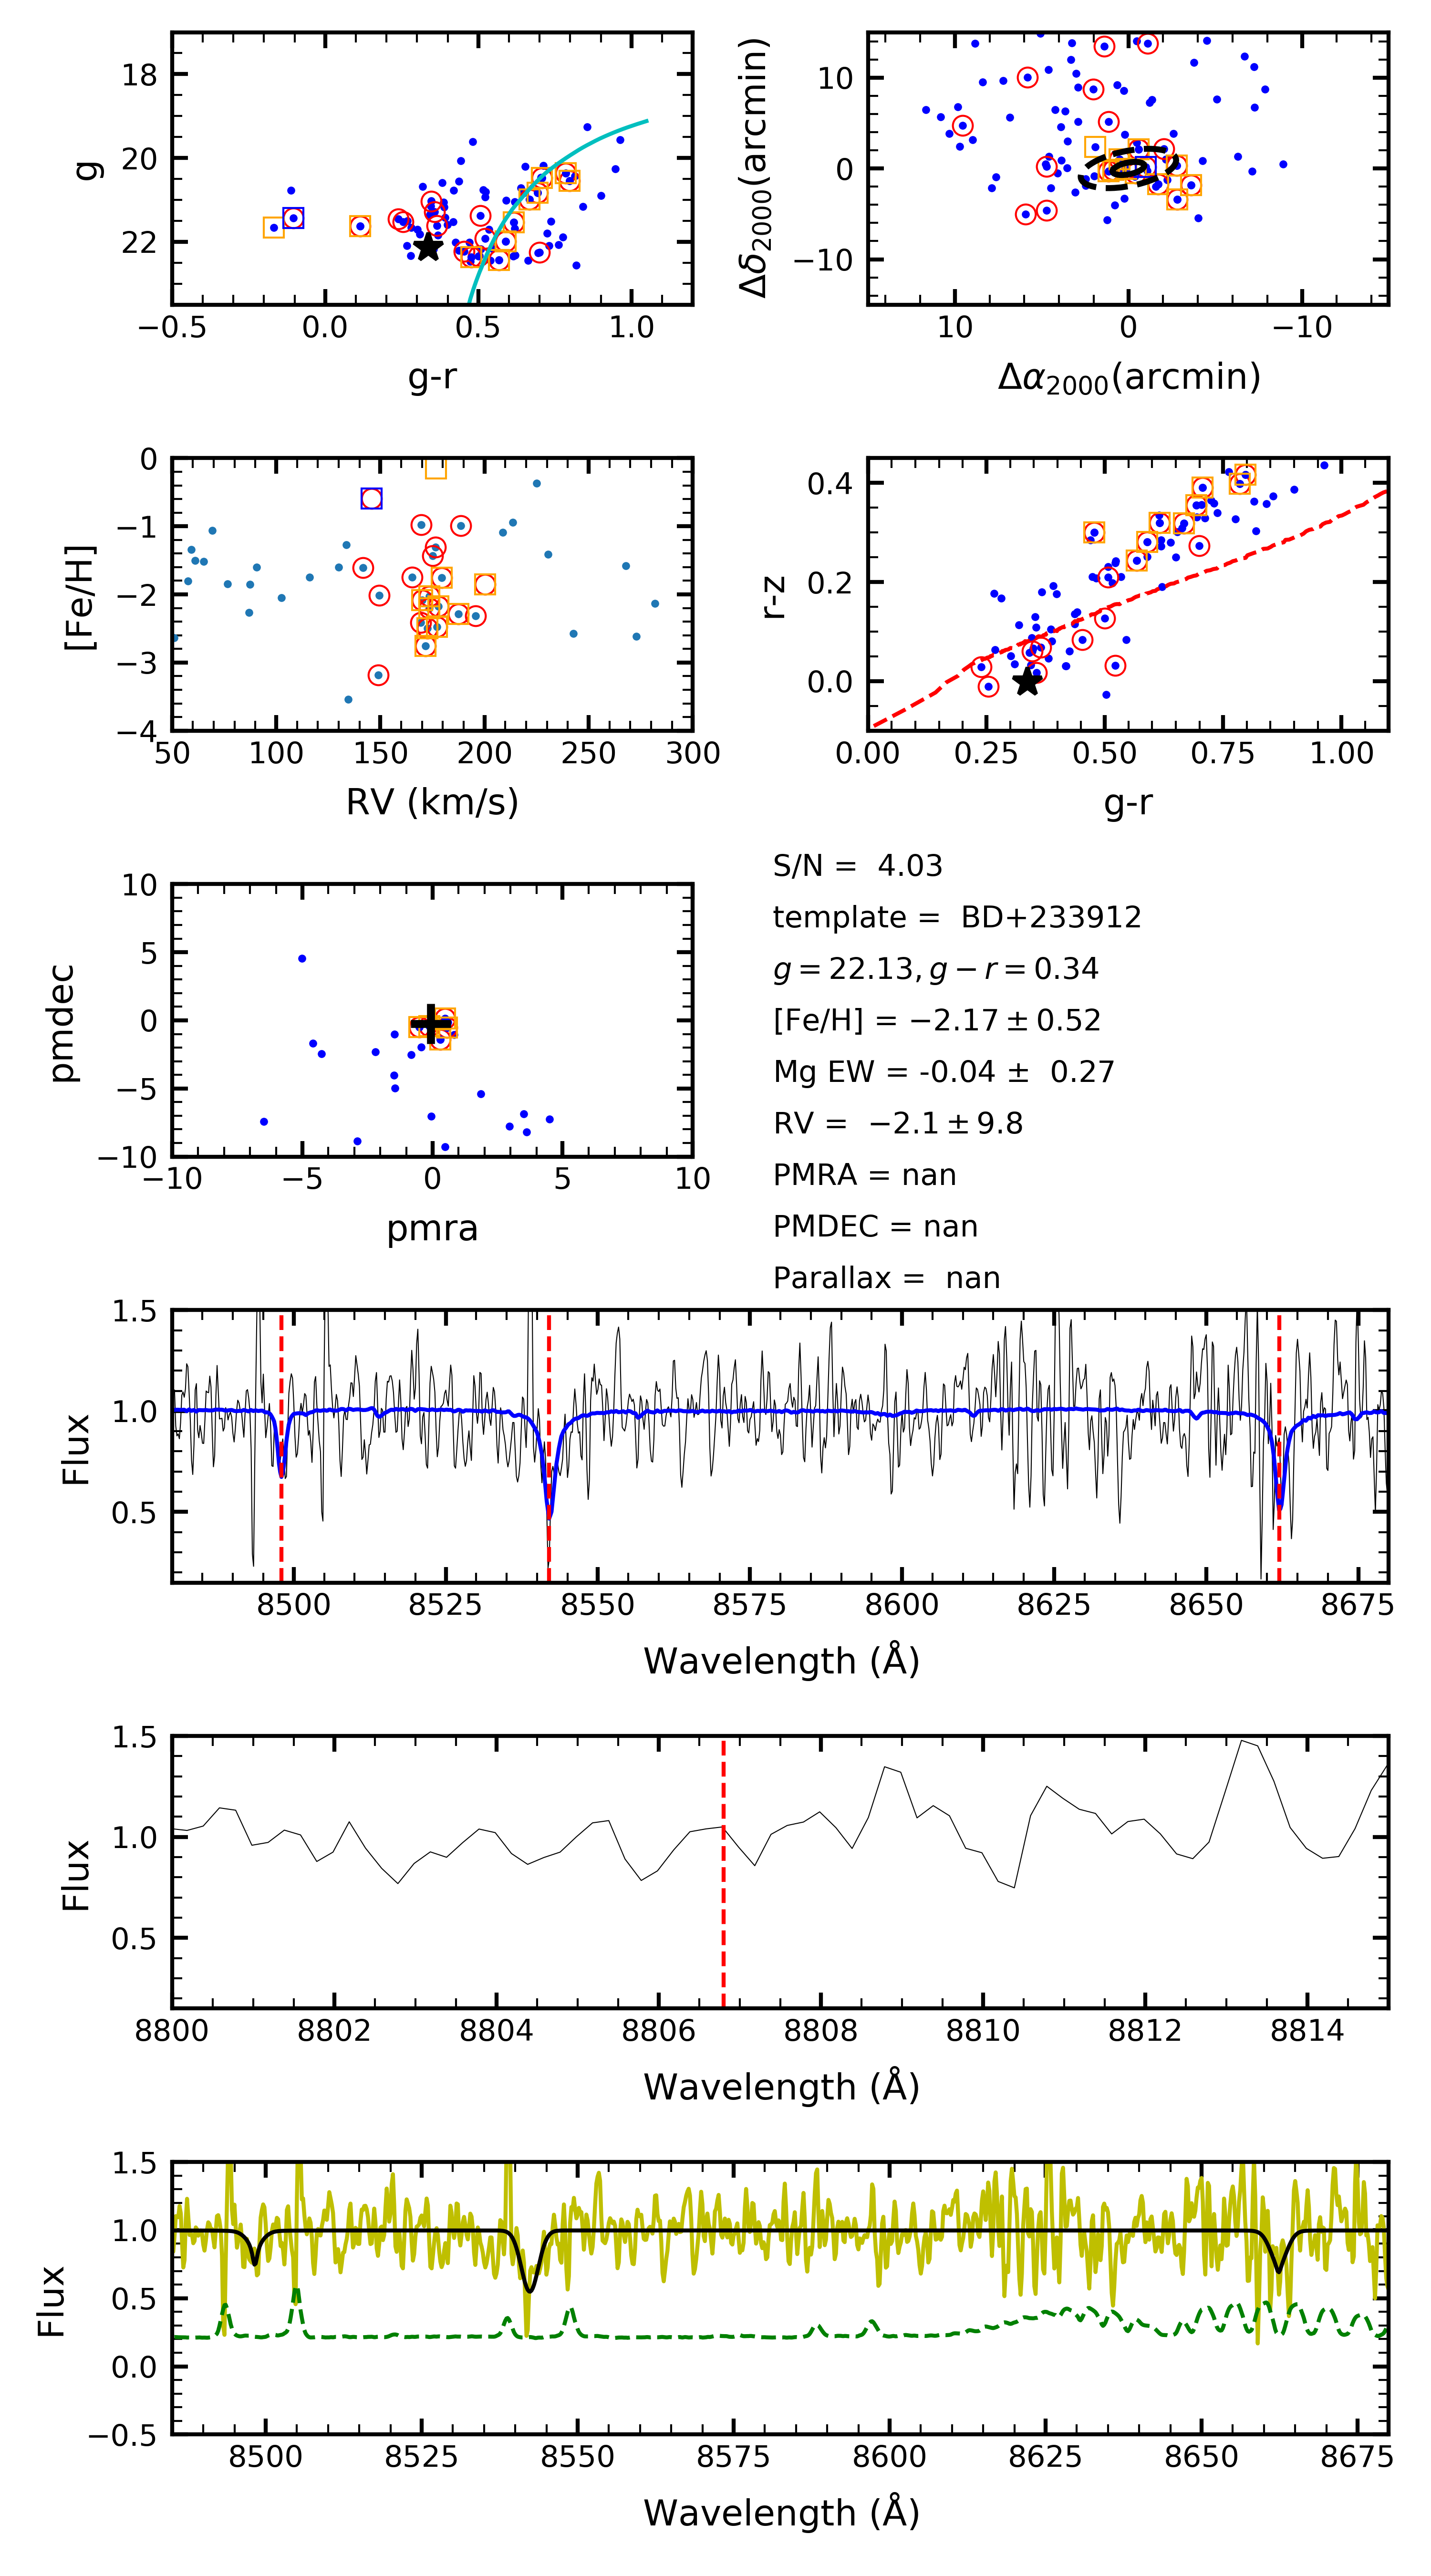 18
20
22
g
−0.5 0.0 0.5 1.0
g-r
10
0
−10
Δδ2000(arcmin)
10 0 −10
Δα2000(arcmin)
0
−1
−2
−3
−4
[Fe/H]
50 100 150 200 250 300
RV (km/s)
0.4
0.2
0.0
r-z
0.00 0.25 0.50 0.75 1.00
g-r
10
5
0
−5
−10
pmdec
−10 −5 0 5 10
pmra
S/N = 4.03
template = BD+233912
g = 22.13, g − r = 0.34
[Fe/H] = −2.17 ± 0.52
Mg EW = -0.04 ± 0.27
RV = −2.1 ± 9.8
PMRA = nan
PMDEC = nan
Parallax = nan
1.5
1.0
0.5
Flux
8500 8525 8550 8575 8600 8625 8650 8675
Wavelength (Å)
1.5
1.0
0.5
Flux
8800 8802 8804 8806 8808 8810 8812 8814
Wavelength (Å)
1.5
1.0
0.5
0.0
−0.5
Flux
8500 8525 8550 8575 8600 8625 8650 8675
Wavelength (Å)